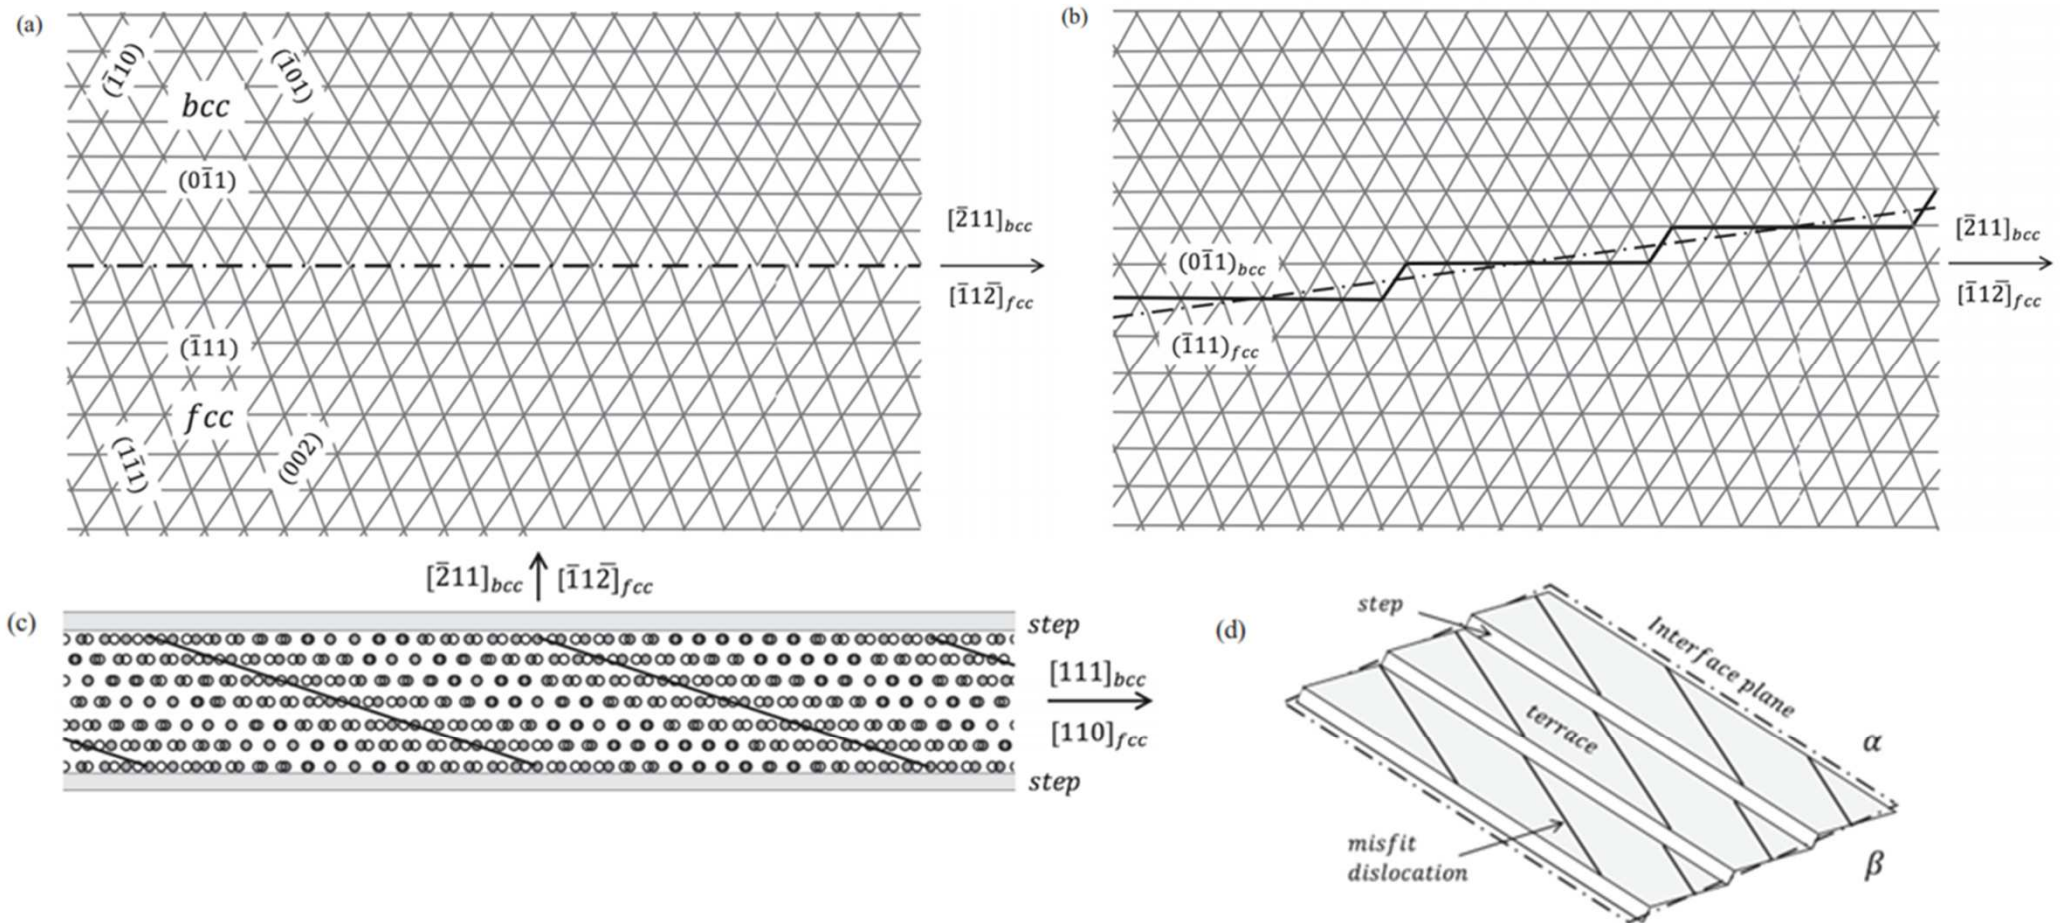 (a)
(1̄10)
(1̄01)
bcc
(01̄1)
[2̄11]bcc
[1̄12̄]fcc
(1̄11)
fcc
(11̄1)
(002)
(b)
(01̄1)bcc
(1̄11)fcc
[2̄11]bcc
[1̄12̄]fcc
[2̄11]bcc [1̄12̄]fcc
(c)
step
[111]bcc
[110]fcc
step
(d)
step
Interface plane
terrace
α
misfit
dislocation
β